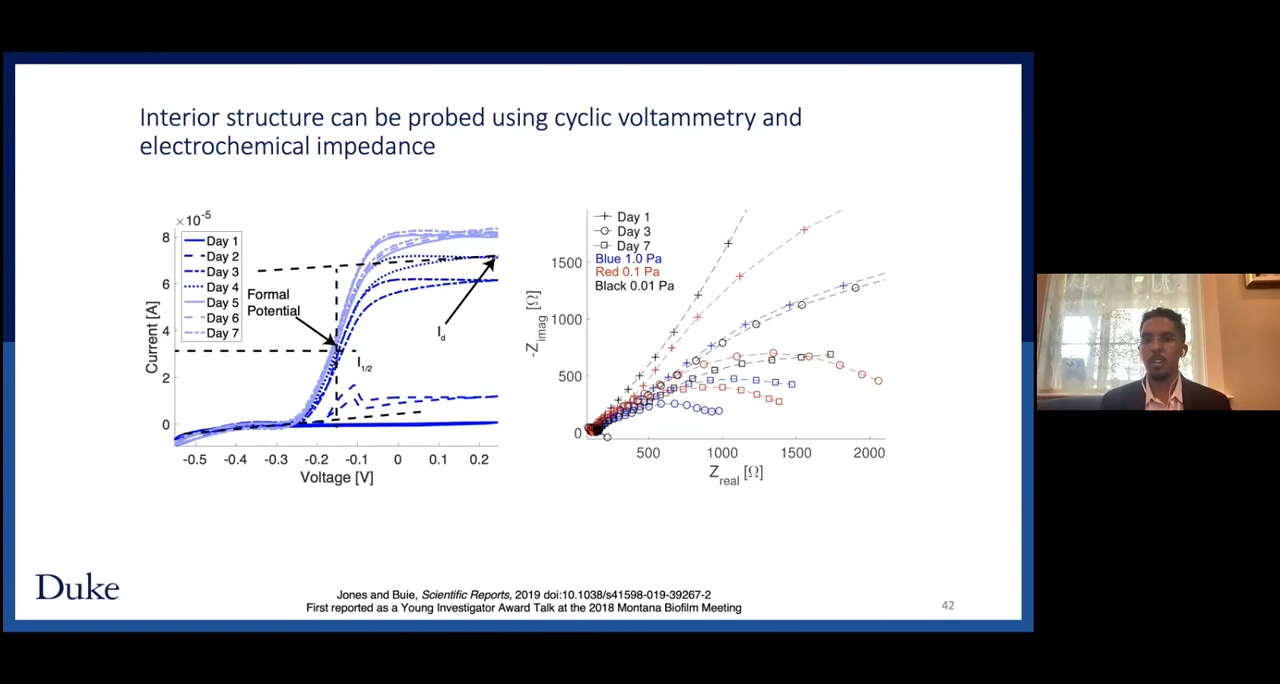 Interior structure can be probed using cyclic voltammetry and
electrochemical impedance
×10-5
8
6
4
2
0
Current [A]
Day 1
Day 2
Day 3
Day 4
Day 5
Day 6
Day 7
Formal
Potential
I1/2
Id
-0.5 -0.4 -0.3 -0.2 -0.1 0 0.1 0.2
Voltage [V]
Day 1
Day 3
Day 7
Blue 1.0 Pa
Red 0.1 Pa
Black 0.01 Pa
1500
1000
500
0
-Zimag [Ω]
500 1000 1500 2000
Zreal [Ω]
Duke
Jones and Buie, Scientific Reports, 2019 doi:10.1038/s41598-019-39267-2
First reported as a Young Investigator Award Talk at the 2018 Montana Biofilm Meeting
42